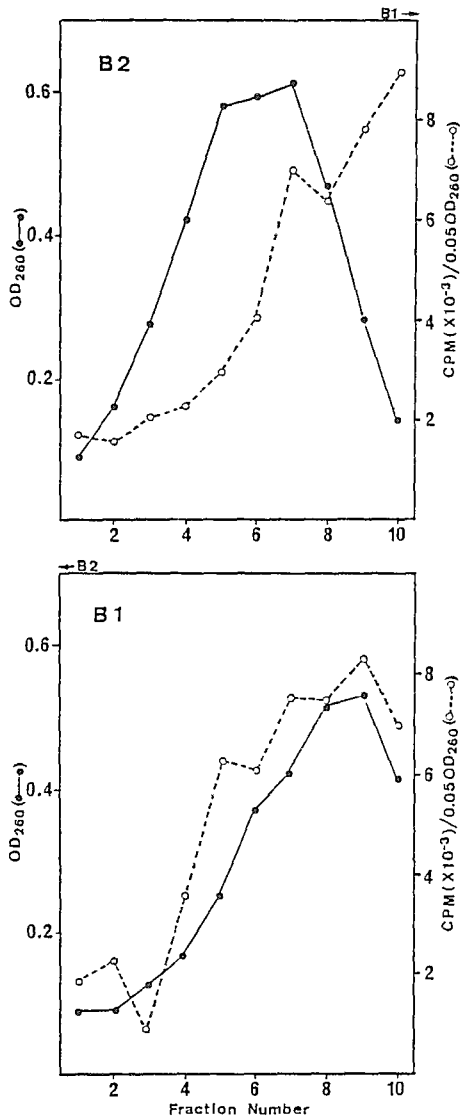 B1 →
B2
0.6
0.4
0.2
OD260 (●—●)
8
6
4
2
CPM(X10⁻³)/0.05OD260 (o----o)
2 4 6 8 10
← B2
B1
0.6
0.4
0.2
OD260 (●—●)
8
6
4
2
CPM(X10⁻³)/0.05OD260 (o----o)
2 4 6 8 10
Fraction Number